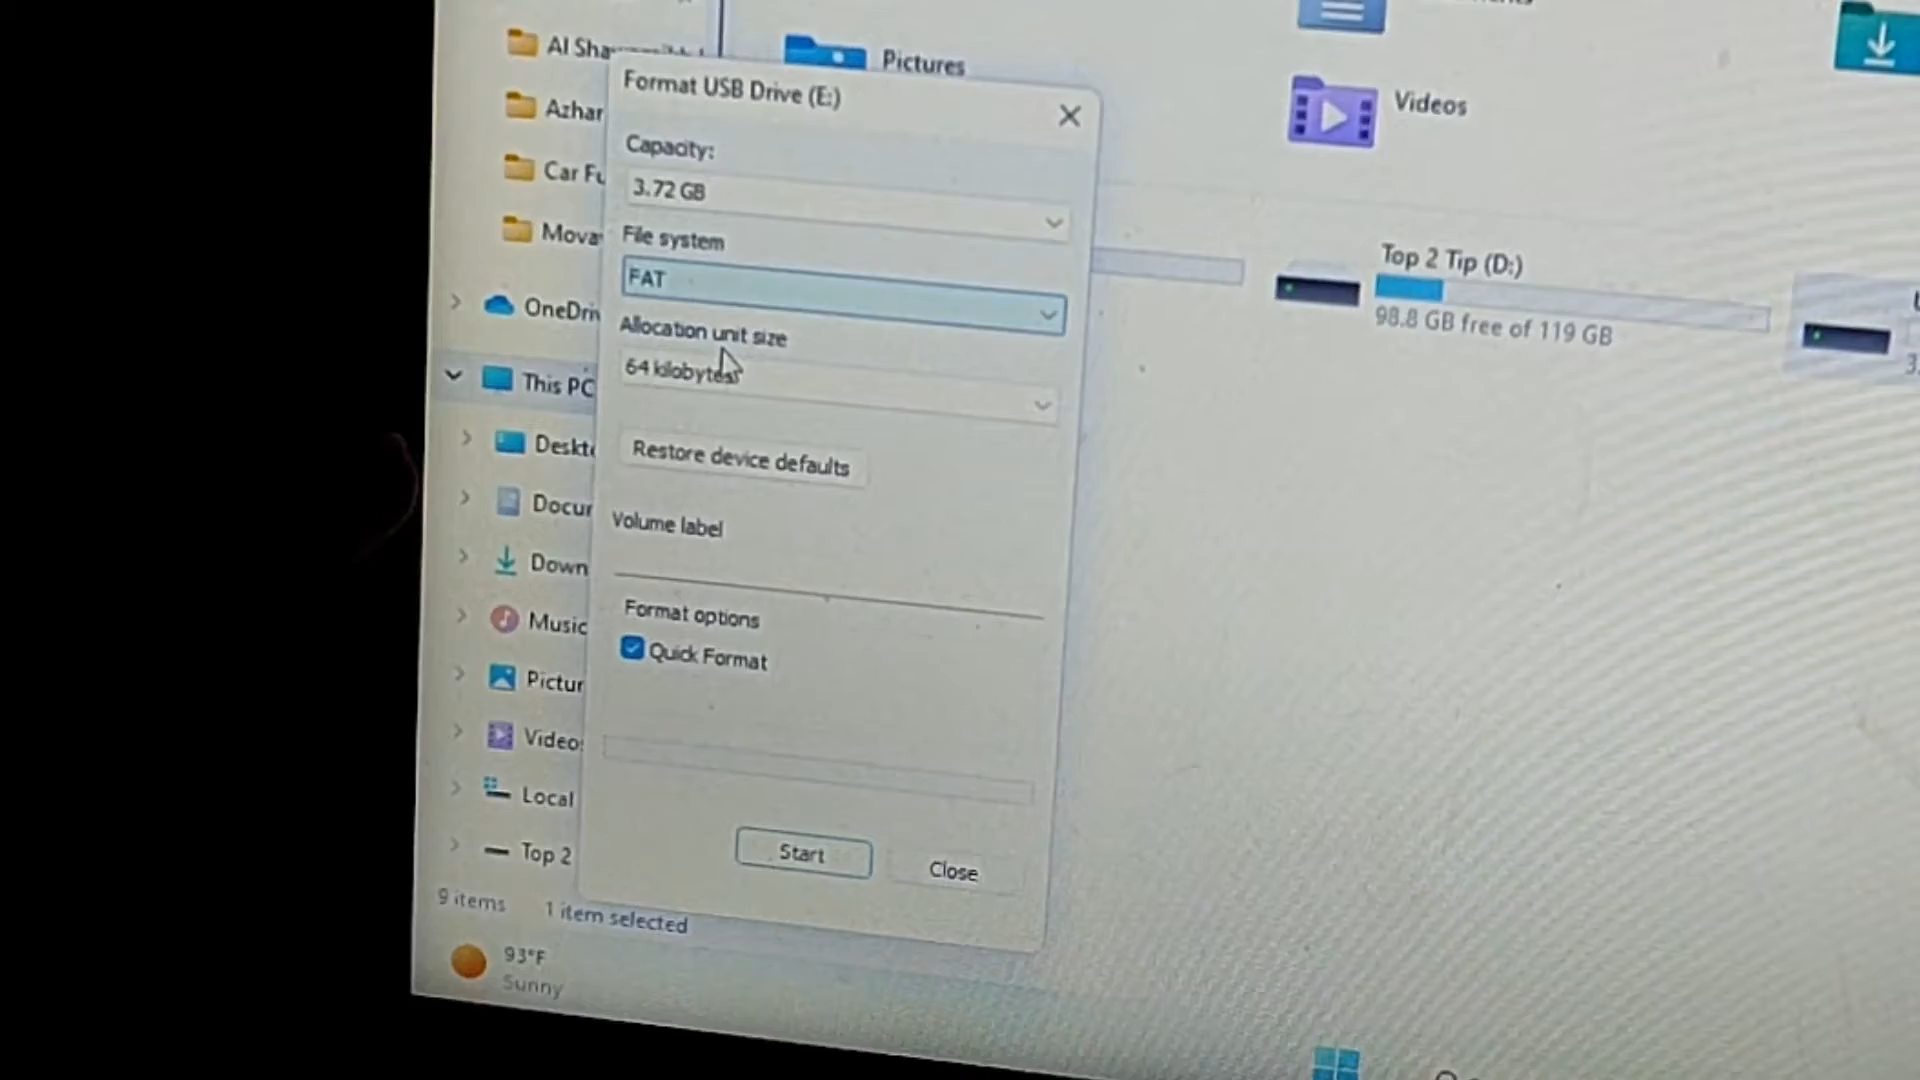 Al Sha
Pictures
Format USB Drive (E:)
Videos
Azhar
Capacity:
Car Fu
3.72 GB
Mova
File system
Top 2 Tip (D:)
FAT
OneDriv
98.8 GB free of 119 GB
Allocation unit size
64 kilobytes
This PC
Deskto
Restore device defaults
Docur
Volume label
Down
Format options
Music
Quick Format
Pictur
Video
Local
Top 2
Start
Close
9 items
1 item selected
93°F
Sunny